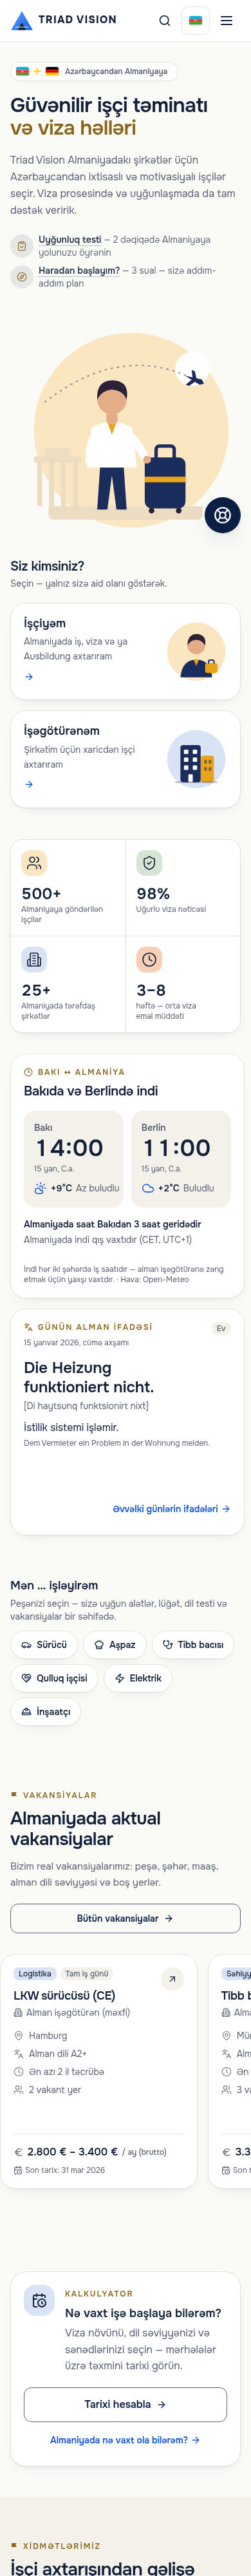 TRIAD VISION
Azərbaycandan Almaniyaya
Güvənilir işçi təminatı
və viza həlləri
Triad Vision Almaniyadakı şirkətlər üçün
Azərbaycandan ixtisaslı və motivasiyalı işçilər
seçir. Viza prosesində və uyğunlaşmada da tam
dəstək veririk.
Uyğunluq testi — 2 dəqiqədə Almaniyaya
yolunuzu öyrənin
Haradan başlayım? — 3 sual — sizə addım-
addım plan
Siz kimsiniz?
Seçin — yalnız sizə aid olanı göstərək.
İşçiyəm
Almaniyada iş, viza və ya
Ausbildung axtarıram
→
İşəgötürənəm
Şirkətim üçün xaricdən işçi
axtarıram
→
500+
Almaniyaya göndərilən
işçilər
98%
Uğurlu viza nəticəsi
25+
Almaniyada tərəfdaş
şirkətlər
3–8
həftə — orta viza
emal müddəti
BAKI ↔ ALMANİYA
Bakıda və Berlində indi
Bakı
14:00
15 yan, C.a.
+9°C Az buludlu
Berlin
11:00
15 yan, C.a.
+2°C Buludlu
Almaniyada saat Bakıdan 3 saat geridədir
Almaniyada indi qış vaxtıdır (CET, UTC+1)
İndi hər iki şəhərdə iş saatıdır — alman işəgötürənə zəng
etmək üçün yaxşı vaxtdır. · Hava: Open-Meteo
GÜNÜN ALMAN İFADƏSİ
Ev
15 yanvar 2026, cümə axşamı
Die Heizung
funktioniert nicht.
[Di haytsunq funktsionirt nixt]
İstilik sistemi işləmir.
Dem Vermieter ein Problem in der Wohnung melden.
Əvvəlki günlərin ifadələri →
Mən ... işləyirəm
Peşənizi seçin — sizə uyğun alətlər, lüğət, dil testi və
vakansiyalar bir səhifədə.
Sürücü
Aşpaz
Tibb bacısı
Qulluq işçisi
Elektrik
İnşaatçı
VAKANSİYALAR
Almaniyada aktual
vakansiyalar
Bizim real vakansiyalarımız: peşə, şəhər, maaş,
alman dili səviyyəsi və boş yerlər.
Bütün vakansiyalar →
Logistika
Tam iş günü
LKW sürücüsü (CE)
Alman işəgötürən (məxfi)
Hamburg
Alman dili A2+
Ən azı 2 il təcrübə
2 vakant yer
2.800 € – 3.400 € / ay (brutto)
Son tarix: 31 mar 2026
Səhiyy
Tibb b
Alma
Mün
Alm
Ən
3 va
3.3
Son t
KALKULYATOR
Nə vaxt işə başlaya bilərəm?
Viza növünü, dil səviyyənizi və
sənədlərinizi seçin — mərhələlər
üzrə təxmini tarixi görün.
Tarixi hesabla →
Almaniyada nə vaxt ola bilərəm? →
XİDMƏTLƏRİMİZ
İşçi axtarışından gəlişə